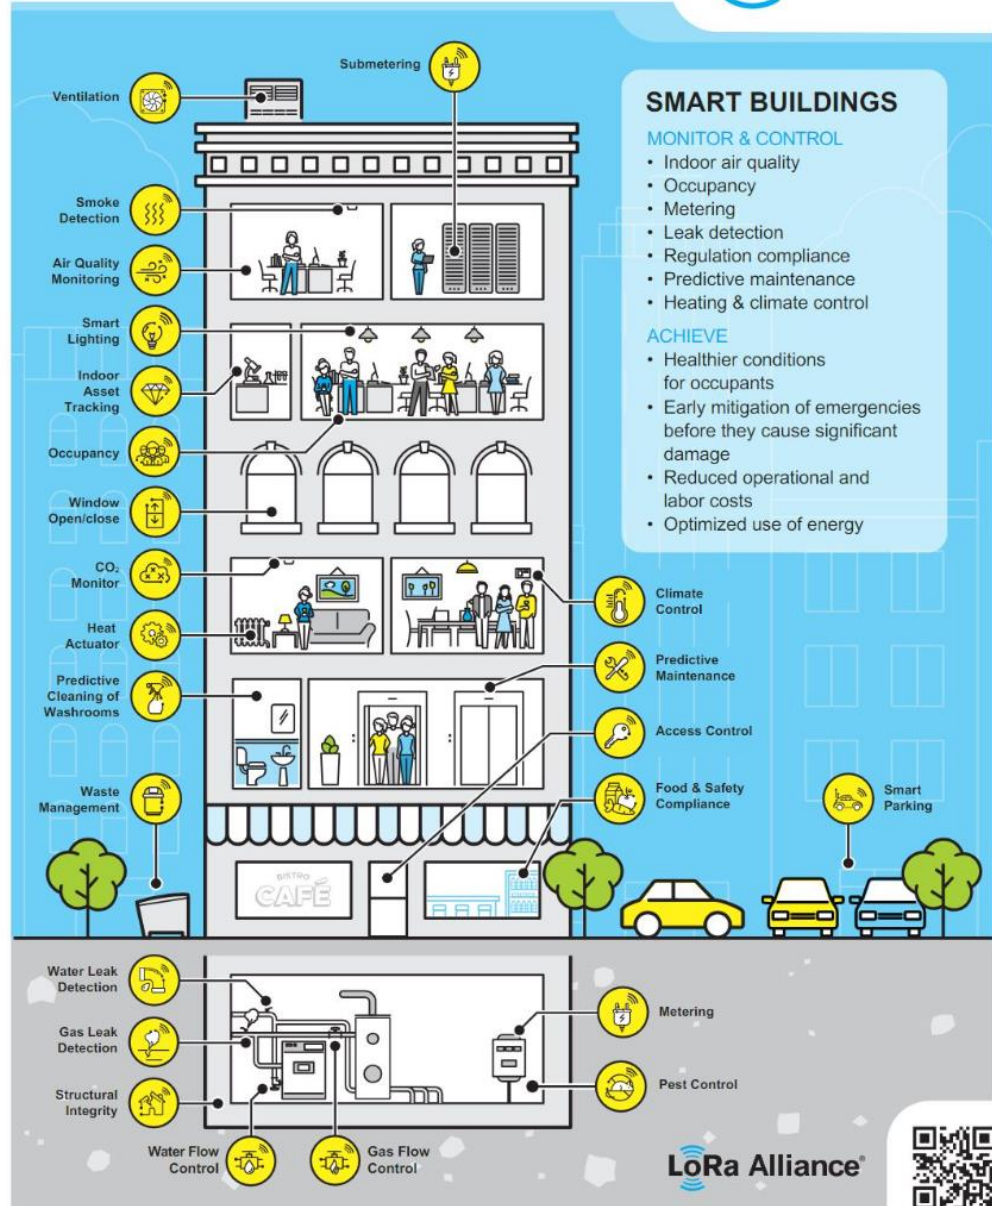 Submetering
Ventilation
SMART BUILDINGS
MONITOR & CONTROL
• Indoor air quality
• Occupancy
• Metering
• Leak detection
• Regulation compliance
• Predictive maintenance
• Heating & climate control
ACHIEVE
• Healthier conditions
for occupants
• Early mitigation of emergencies
before they cause significant
damage
• Reduced operational and
labor costs
• Optimized use of energy
Smoke
Detection
Air Quality
Monitoring
Smart
Lighting
Indoor
Asset
Tracking
Occupancy
Window
Open/close
CO₂
Monitor
Heat
Actuator
Predictive
Cleaning of
Washrooms
Waste
Management
Climate
Control
Predictive
Maintenance
Access Control
Food & Safety
Compliance
Smart
Parking
BISTRO
CAFÉ
Water Leak
Detection
Gas Leak
Detection
Structural
Integrity
Water Flow
Control
Gas Flow
Control
Metering
Pest Control
LoRa Alliance®